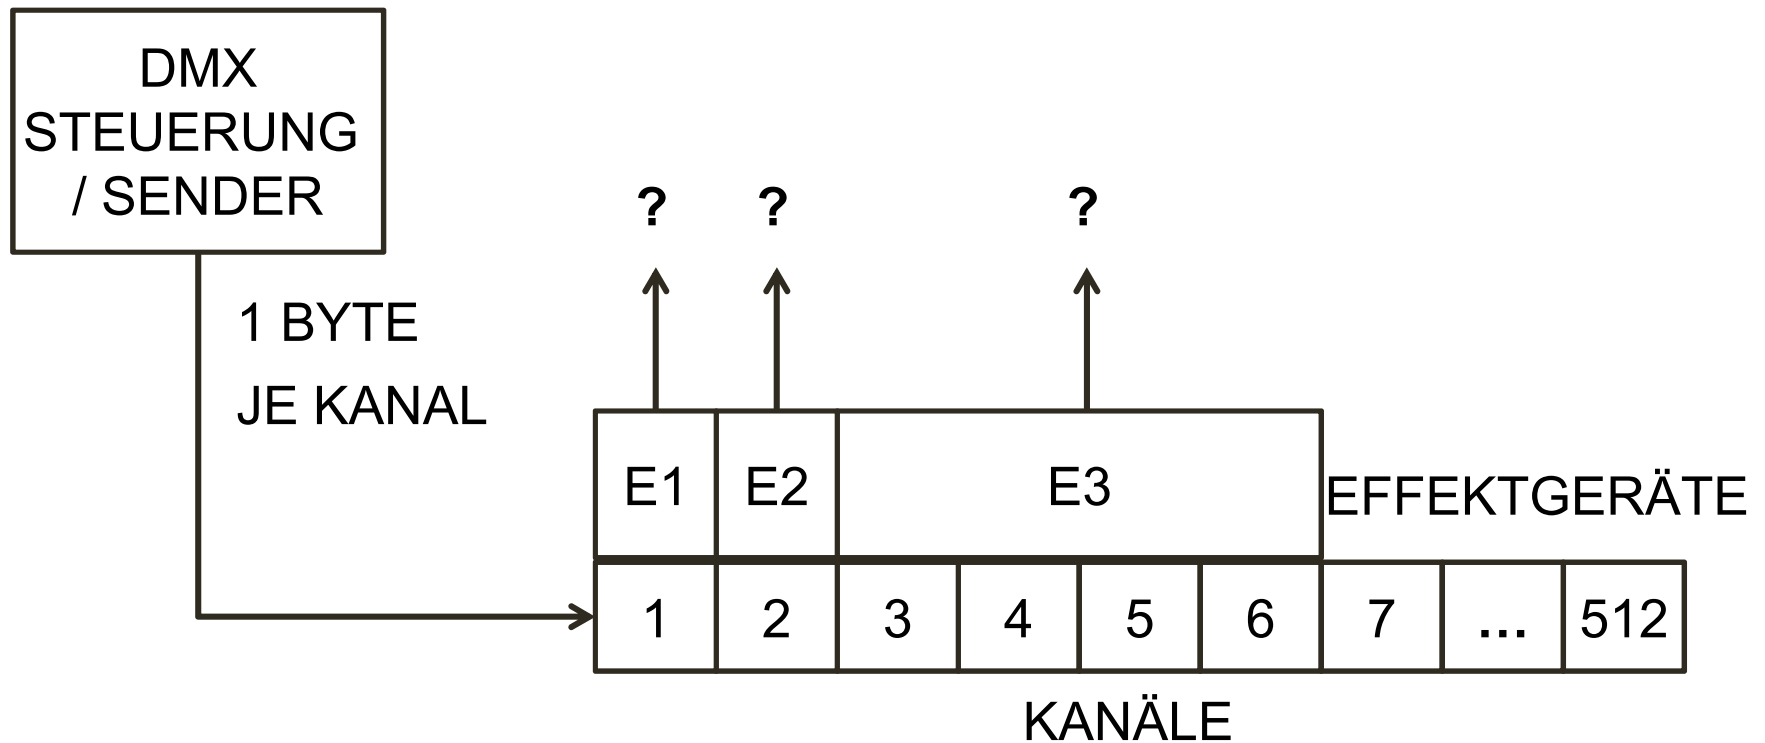 DMX
STEUERUNG
/ SENDER
? ? ?
1 BYTE
JE KANAL
E1 E2 E3
EFFEKTGERÄTE
1 2 3 4 5 6 7 ... 512
KANÄLE